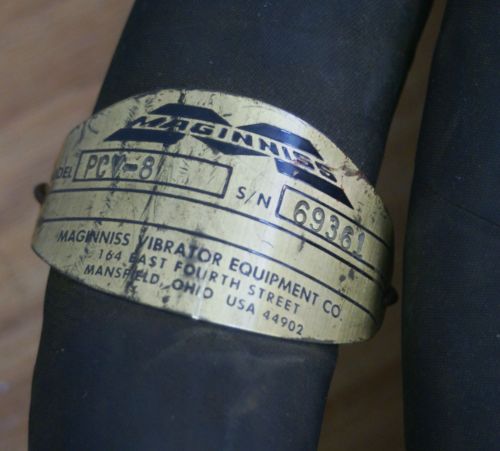 MAGINNISS
MODEL PCV-8 S/N 69361
MAGINNISS VIBRATOR EQUIPMENT CO.
164 EAST FOURTH STREET
MANSFIELD, OHIO USA 44902